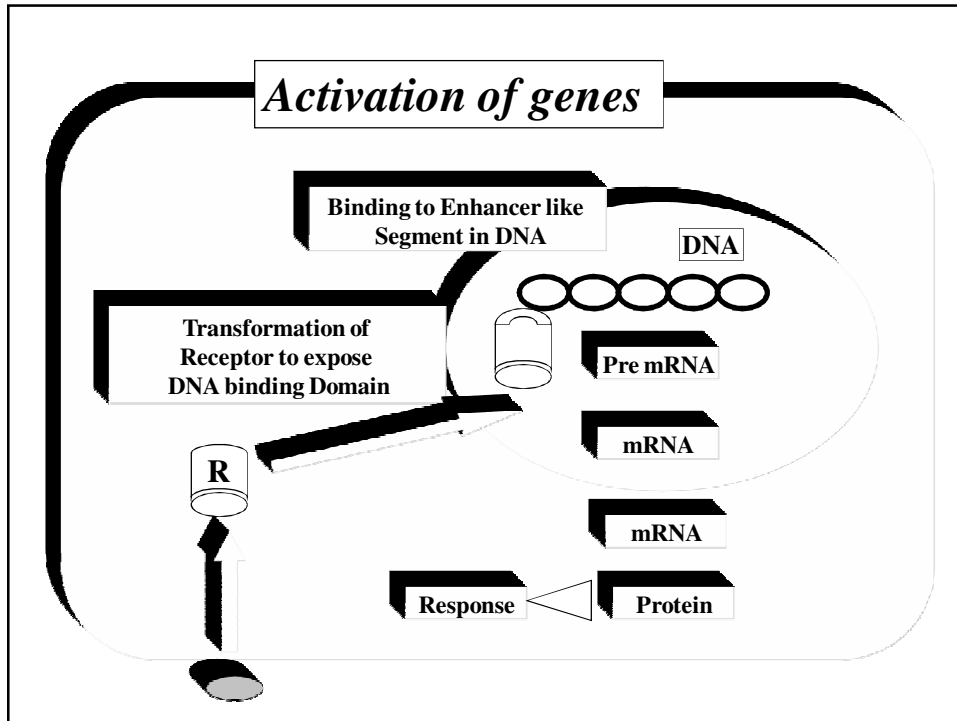 Activation of genes
Binding to Enhancer like
Segment in DNA
DNA
Transformation of
Receptor to expose
DNA binding Domain
Pre mRNA
mRNA
R
mRNA
Response
Protein